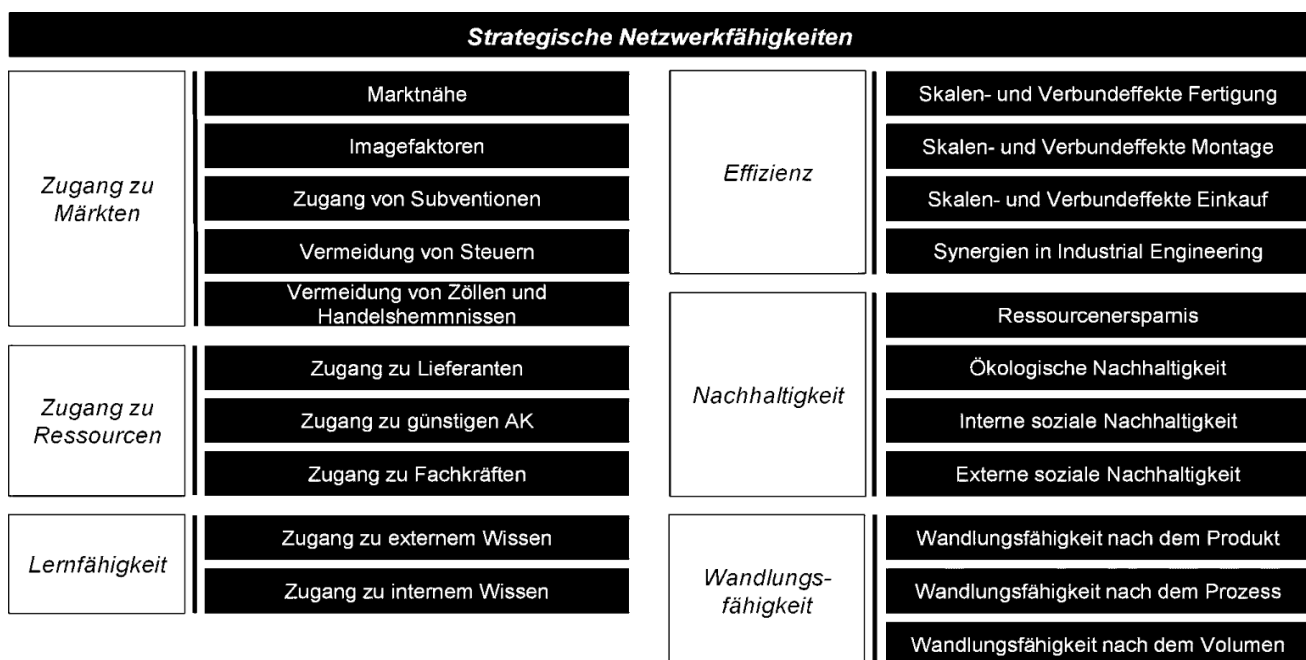 Strategische Netzwerkfähigkeiten
Zugang zu
Märkten
Marktnähe
Imagefaktoren
Zugang von Subventionen
Vermeidung von Steuern
Vermeidung von Zöllen und
Handelshemmnissen
Zugang zu
Ressourcen
Zugang zu Lieferanten
Zugang zu günstigen AK
Zugang zu Fachkräften
Lernfähigkeit
Zugang zu externem Wissen
Zugang zu internem Wissen
Effizienz
Skalen- und Verbundeffekte Fertigung
Skalen- und Verbundeffekte Montage
Skalen- und Verbundeffekte Einkauf
Synergien in Industrial Engineering
Nachhaltigkeit
Ressourcenersparnis
Ökologische Nachhaltigkeit
Interne soziale Nachhaltigkeit
Externe soziale Nachhaltigkeit
Wandlungs-
fähigkeit
Wandlungsfähigkeit nach dem Produkt
Wandlungsfähigkeit nach dem Prozess
Wandlungsfähigkeit nach dem Volumen